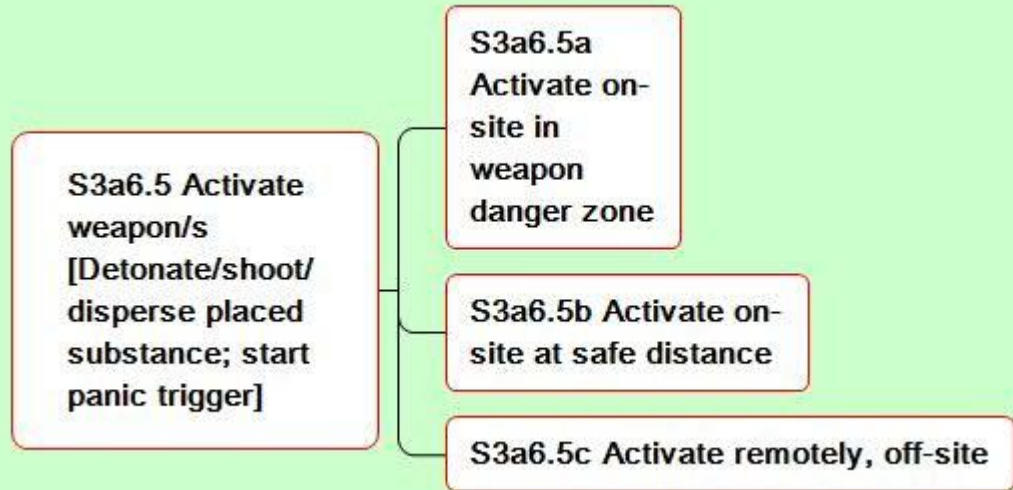 S3a6.5 Activate
weapon/s
[Detonate/shoot/
disperse placed
substance; start
panic trigger]
S3a6.5a
Activate on-
site in
weapon
danger zone
S3a6.5b Activate on-
site at safe distance
S3a6.5c Activate remotely, off-site